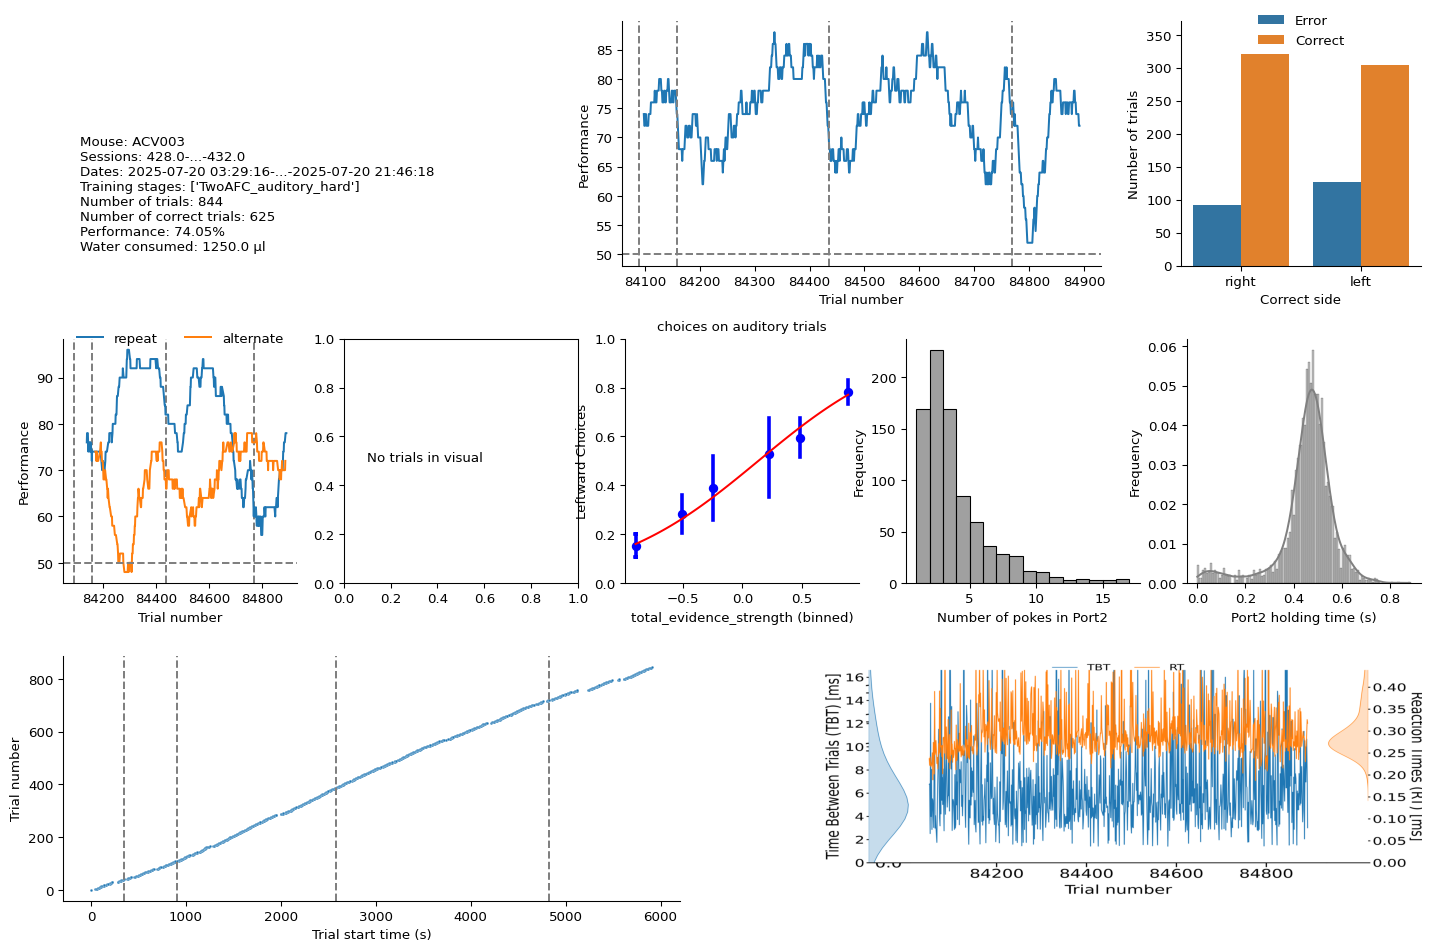 Mouse: ACV003
Sessions: 428.0-...-432.0
Dates: 2025-07-20 03:29:16-...-2025-07-20 21:46:18
Training stages: ['TwoAFC_auditory_hard']
Number of trials: 844
Number of correct trials: 625
Performance: 74.05%
Water consumed: 1250.0 µl
Performance
85
80
75
70
65
60
55
50
84100 84200 84300 84400 84500 84600 84700 84800 84900
Trial number
Error
Correct
Number of trials
350
300
250
200
150
100
50
0
right left
Correct side
repeat alternate
Performance
90
80
70
60
50
84200 84400 84600 84800
Trial number
1.0
0.8
0.6
0.4
0.2
0.0
No trials in visual
0.0 0.2 0.4 0.6 0.8 1.0
choices on auditory trials
Leftward Choices
1.0
0.8
0.6
0.4
0.2
0.0
−0.5 0.0 0.5
total_evidence_strength (binned)
Frequency
200
150
100
50
0
5 10 15
Number of pokes in Port2
Frequency
0.06
0.05
0.04
0.03
0.02
0.01
0.00
0.0 0.2 0.4 0.6 0.8
Port2 holding time (s)
Trial number
800
600
400
200
0
0 1000 2000 3000 4000 5000 6000
Trial start time (s)
TBT RT
Time Between Trials (TBT) [ms]
16
14
12
10
8
6
4
2
0
0.0
84200 84400 84600 84800
Trial number
0.40
0.35
0.30
0.25
0.20
0.15
0.10
0.05
0.00
Reaction Times (RT) [ms]